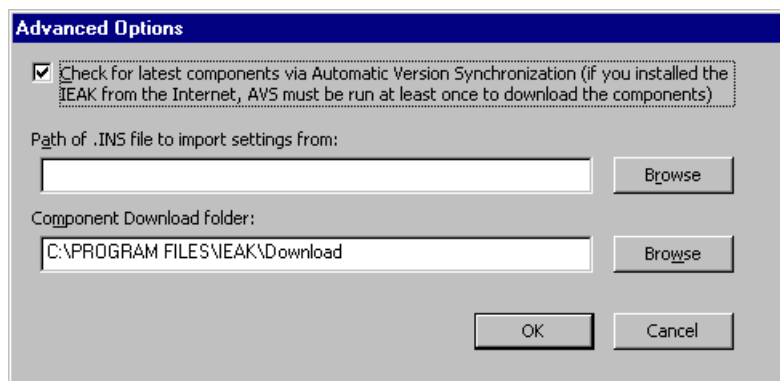 Advanced Options
Check for latest components via Automatic Version Synchronization (if you installed the
IEAK from the Internet, AVS must be run at least once to download the components)
Path of .INS file to import settings from:
Browse
Component Download folder:
C:\PROGRAM FILES\IEAK\Download
Browse
OK
Cancel